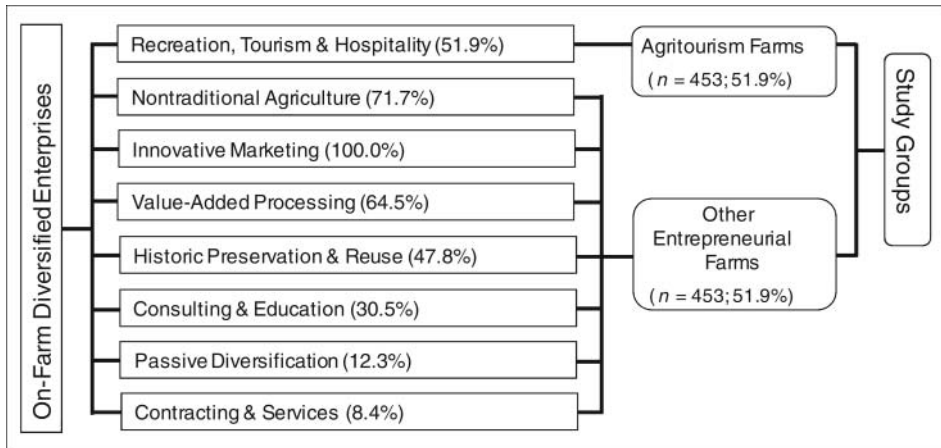 On-Farm Diversified Enterprises
Recreation, Tourism & Hospitality (51.9%)
Nontraditional Agriculture (71.7%)
Innovative Marketing (100.0%)
Value-Added Processing (64.5%)
Historic Preservation & Reuse (47.8%)
Consulting & Education (30.5%)
Passive Diversification (12.3%)
Contracting & Services (8.4%)
Agritourism Farms
(n = 453; 51.9%)
Other
Entrepreneurial
Farms
(n = 453; 51.9%)
Study Groups